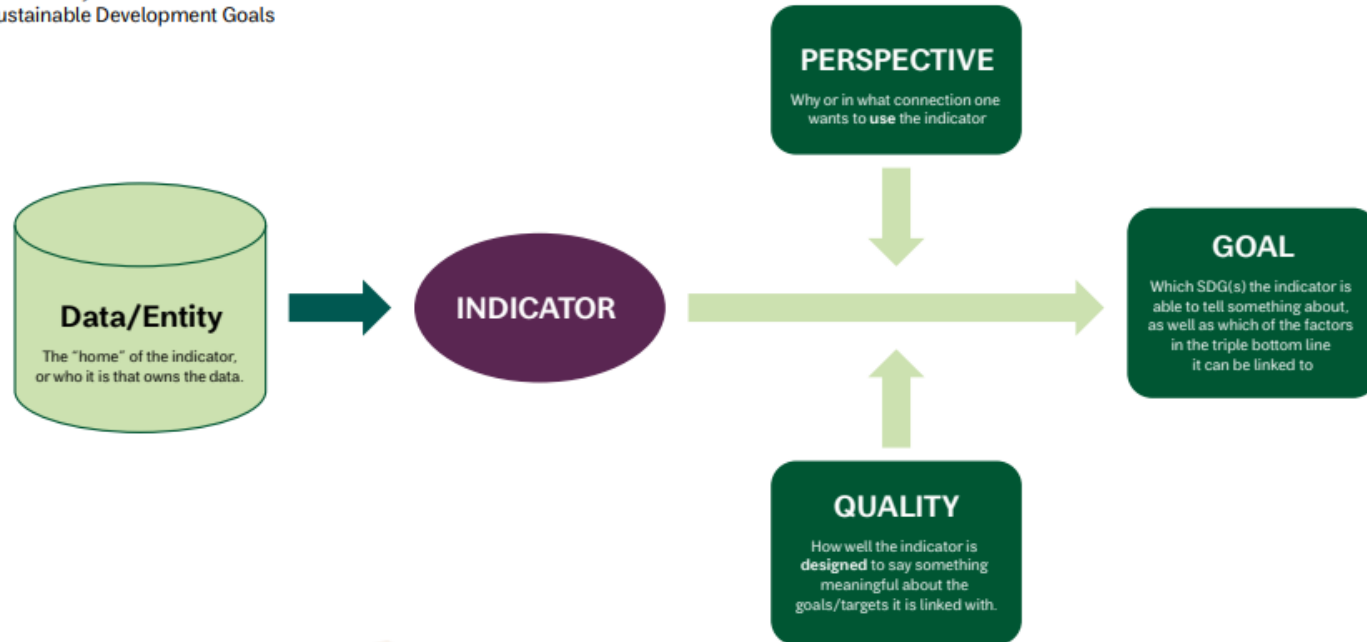 ustainable Development Goals
PERSPECTIVE
Why or in what connection one
wants to use the indicator
Data/Entity
The “home” of the indicator,
or who it is that owns the data.
INDICATOR
GOAL
Which SDG(s) the indicator is
able to tell something about,
as well as which of the factors
in the triple bottom line
it can be linked to
QUALITY
How well the indicator is
designed to say something
meaningful about the
goals/targets it is linked with.